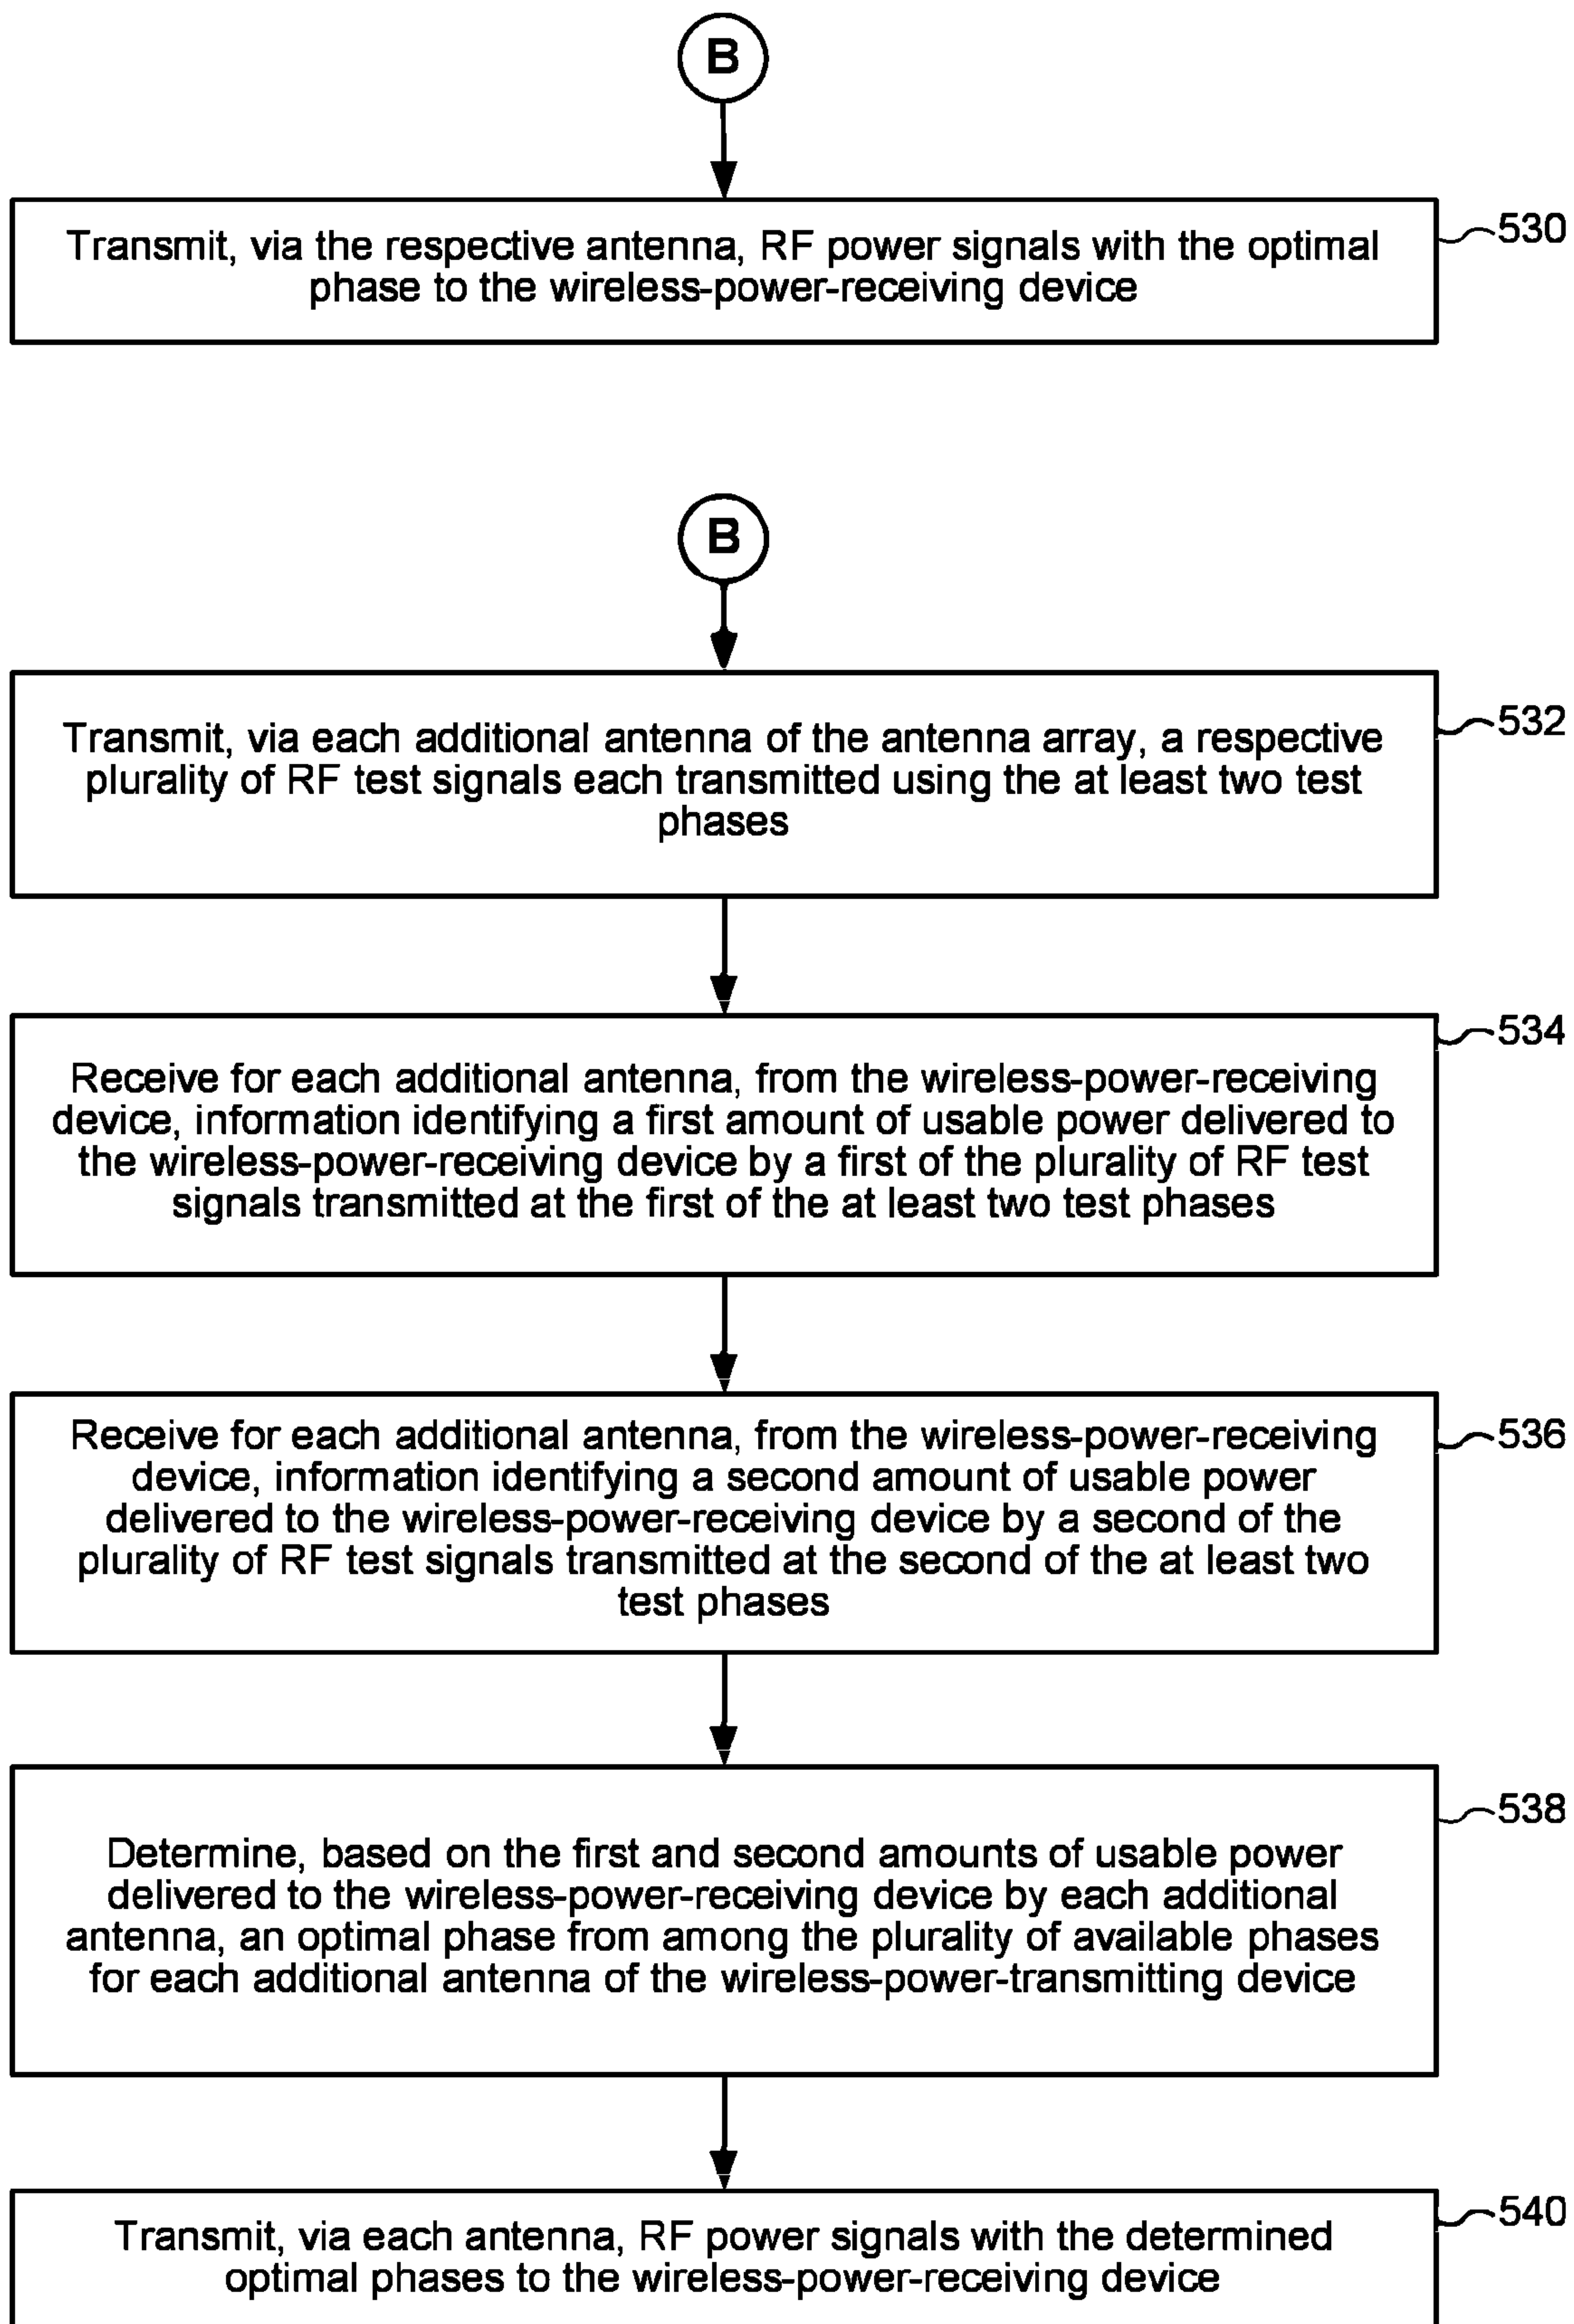 B
Transmit, via the respective antenna, RF power signals with the optimal
phase to the wireless-power-receiving device
530
B
Transmit, via each additional antenna of the antenna array, a respective
plurality of RF test signals each transmitted using the at least two test
phases
532
Receive for each additional antenna, from the wireless-power-receiving
device, information identifying a first amount of usable power delivered to
the wireless-power-receiving device by a first of the plurality of RF test
signals transmitted at the first of the at least two test phases
534
Receive for each additional antenna, from the wireless-power-receiving
device, information identifying a second amount of usable power
delivered to the wireless-power-receiving device by a second of the
plurality of RF test signals transmitted at the second of the at least two
test phases
536
Determine, based on the first and second amounts of usable power
delivered to the wireless-power-receiving device by each additional
antenna, an optimal phase from among the plurality of available phases
for each additional antenna of the wireless-power-transmitting device
538
Transmit, via each antenna, RF power signals with the determined
optimal phases to the wireless-power-receiving device
540